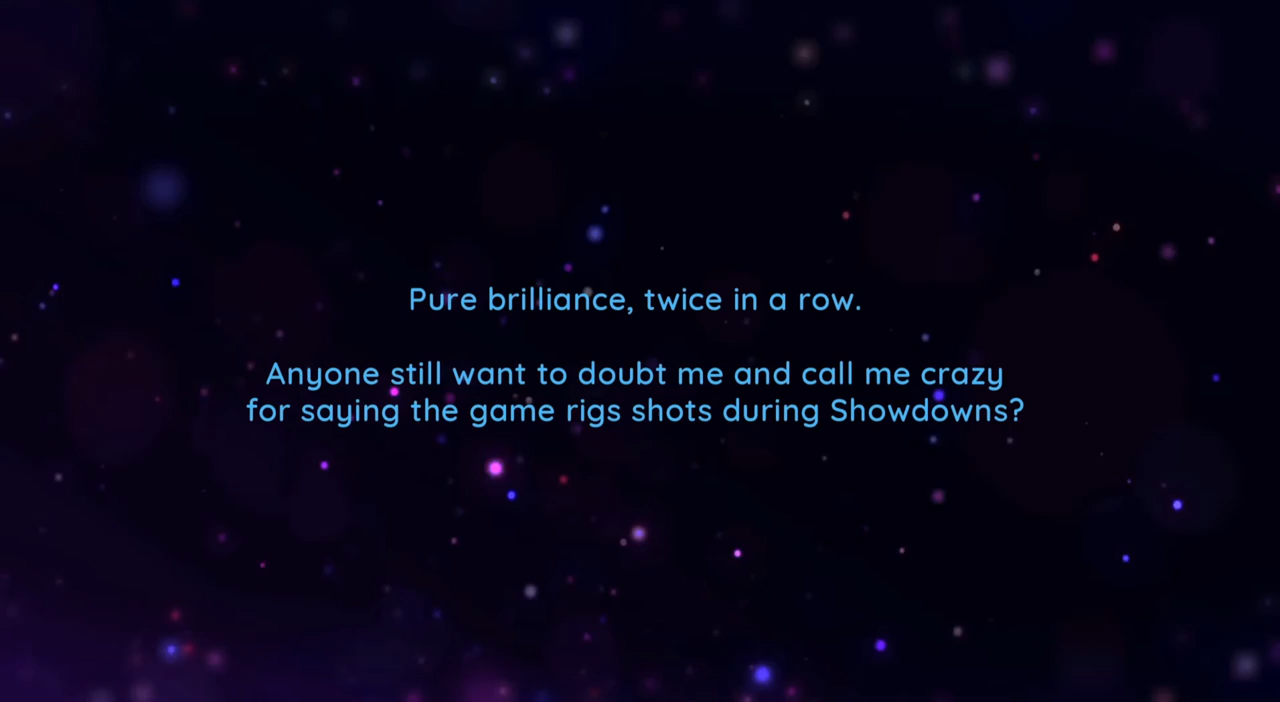 Pure brilliance, twice in a row.
Anyone still want to doubt me and call me crazy
for saying the game rigs shots during Showdowns?